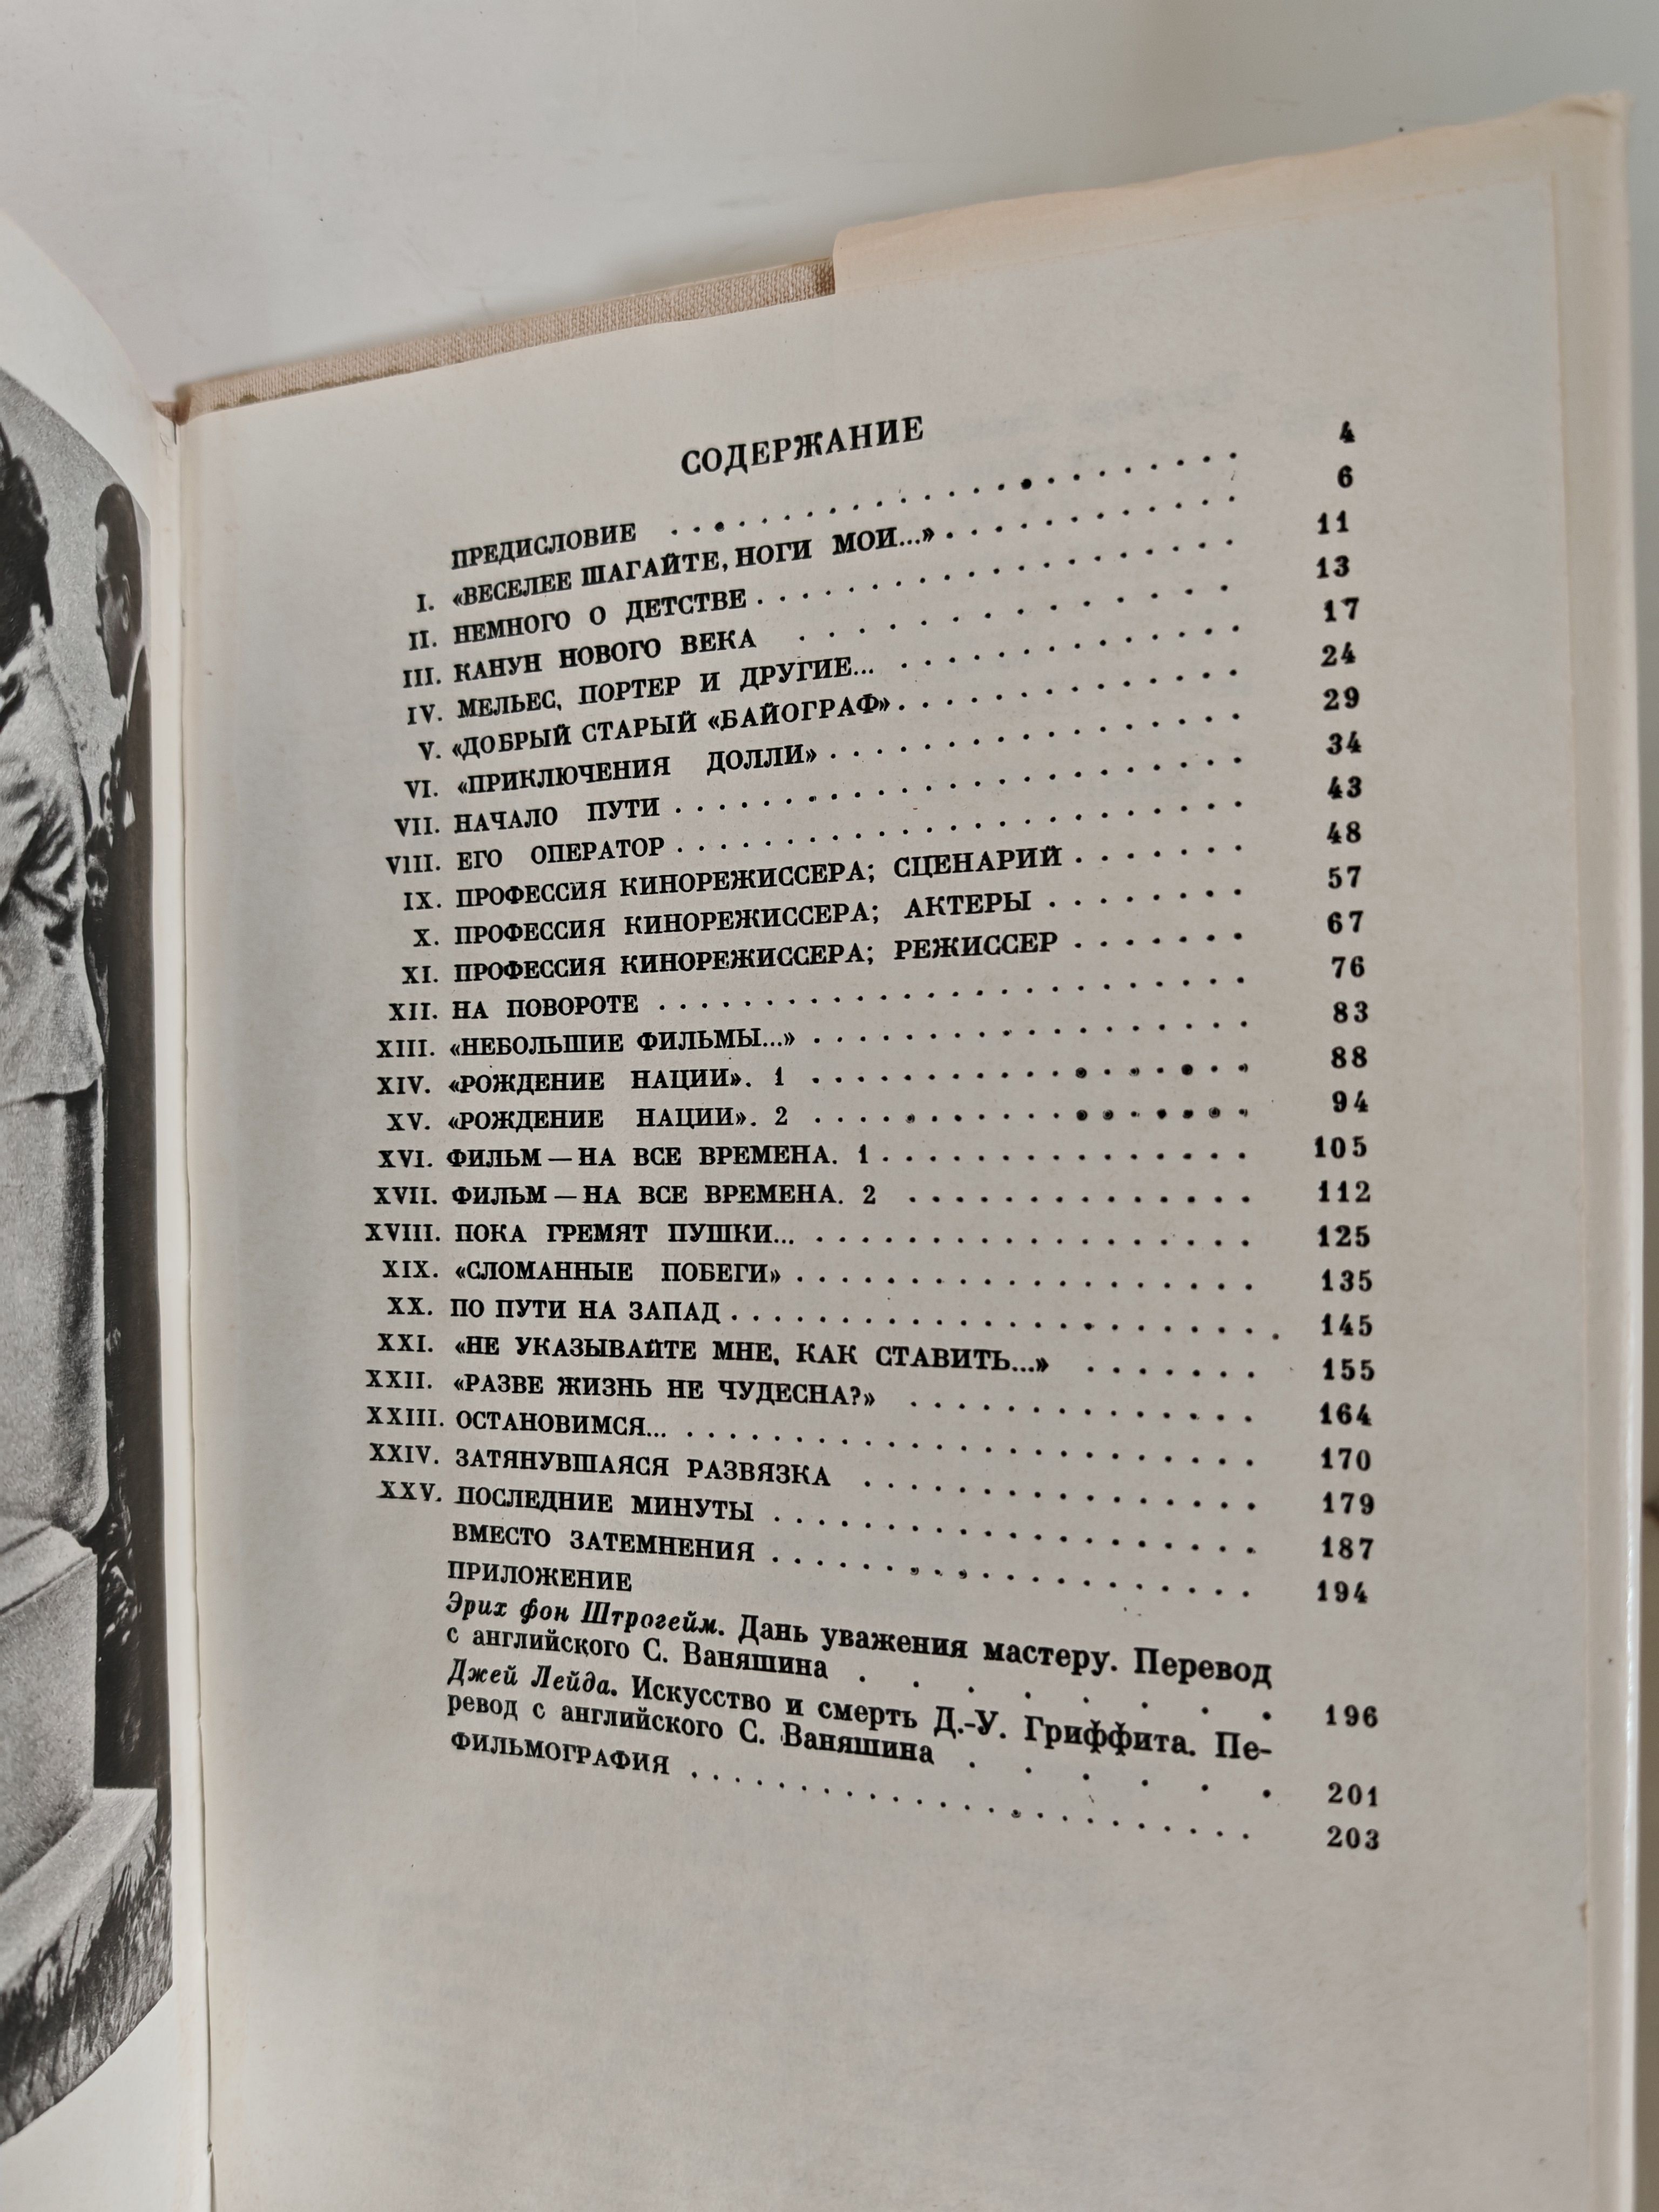 СОДЕРЖАНИЕ
ПРЕДИСЛОВИЕ . . . . . . . . . . . . . . . . . . . . . . . . 4
I. «ВЕСЕЛЕЕ ШАГАЙТЕ, НОГИ МОИ...» . . . . . . . . . . . 6
II. НЕМНОГО О ДЕТСТВЕ . . . . . . . . . . . . . . . . . . 11
III. КАНУН НОВОГО ВЕКА . . . . . . . . . . . . . 13
IV. МЕЛЬЕС, ПОРТЕР И ДРУГИЕ... . . . . . . . . . . . . . 17
V. «ДОБРЫЙ СТАРЫЙ «БАЙОГРАФ» . . . . . . . . . . . . . 24
VI. «ПРИКЛЮЧЕНИЯ ДОЛЛИ» . . . . . . . . . . . . . . . . 29
VII. НАЧАЛО ПУТИ . . . . . . . . . . . . . . . . . . . . . . 34
VIII. ЕГО ОПЕРАТОР . . . . . . . . . . . . . . . . . . . . . . 43
IX. ПРОФЕССИЯ КИНОРЕЖИССЕРА; СЦЕНАРИЙ . . . . . . . 48
X. ПРОФЕССИЯ КИНОРЕЖИССЕРА; АКТЕРЫ . . . . . . . . 57
XI. ПРОФЕССИЯ КИНОРЕЖИССЕРА; РЕЖИССЕР . . . . . . . 67
XII. НА ПОВОРОТЕ . . . . . . . . . . . . . . . . . . . . . . 76
XIII. «НЕБОЛЬШИЕ ФИЛЬМЫ...» . . . . . . . . . . . . . . . . 83
XIV. «РОЖДЕНИЕ НАЦИИ». 1 . . . . . . . . . . . . . . . . . 88
XV. «РОЖДЕНИЕ НАЦИИ». 2 . . . . . . . . . . . . . . . . . 94
XVI. ФИЛЬМ — НА ВСЕ ВРЕМЕНА. 1 . . . . . . . . . . . . . . 105
XVII. ФИЛЬМ — НА ВСЕ ВРЕМЕНА. 2 . . . . . . . . . . . . . 112
XVIII. ПОКА ГРЕМЯТ ПУШКИ... . . . . . . . . . . . . . . . . . 125
XIX. «СЛОМАННЫЕ ПОБЕГИ» . . . . . . . . . . . . . . . . . . 135
XX. ПО ПУТИ НА ЗАПАД . . . . . . . . . . . . . . . . . . . . . 145
XXI. «НЕ УКАЗЫВАЙТЕ МНЕ, КАК СТАВИТЬ...» . . . . . . . 155
XXII. «РАЗВЕ ЖИЗНЬ НЕ ЧУДЕСНА?» . . . . . . . . . . . . . 164
XXIII. ОСТАНОВИМСЯ... . . . . . . . . . . . . . . . . . . . . . 170
XXIV. ЗАТЯНУВШАЯСЯ РАЗВЯЗКА . . . . . . . . . . . . . . . 179
XXV. ПОСЛЕДНИЕ МИНУТЫ . . . . . . . . . . . . . . . . . . 187
ВМЕСТО ЗАТЕМНЕНИЯ . . . . . . . . . . . . . . . . . . . 194
ПРИЛОЖЕНИЕ
Эрих фон Штрогейм. Дань уважения мастеру. Перевод
с английского С. Ваняшина . . . . . . . . 196
Джей Лейда. Искусство и смерть Д.-У. Гриффита. Пе-
ревод с английского С. Ваняшина . . . . . . 201
ФИЛЬМОГРАФИЯ . . . . . . . . . . . . . . . . . . . . . . . 203